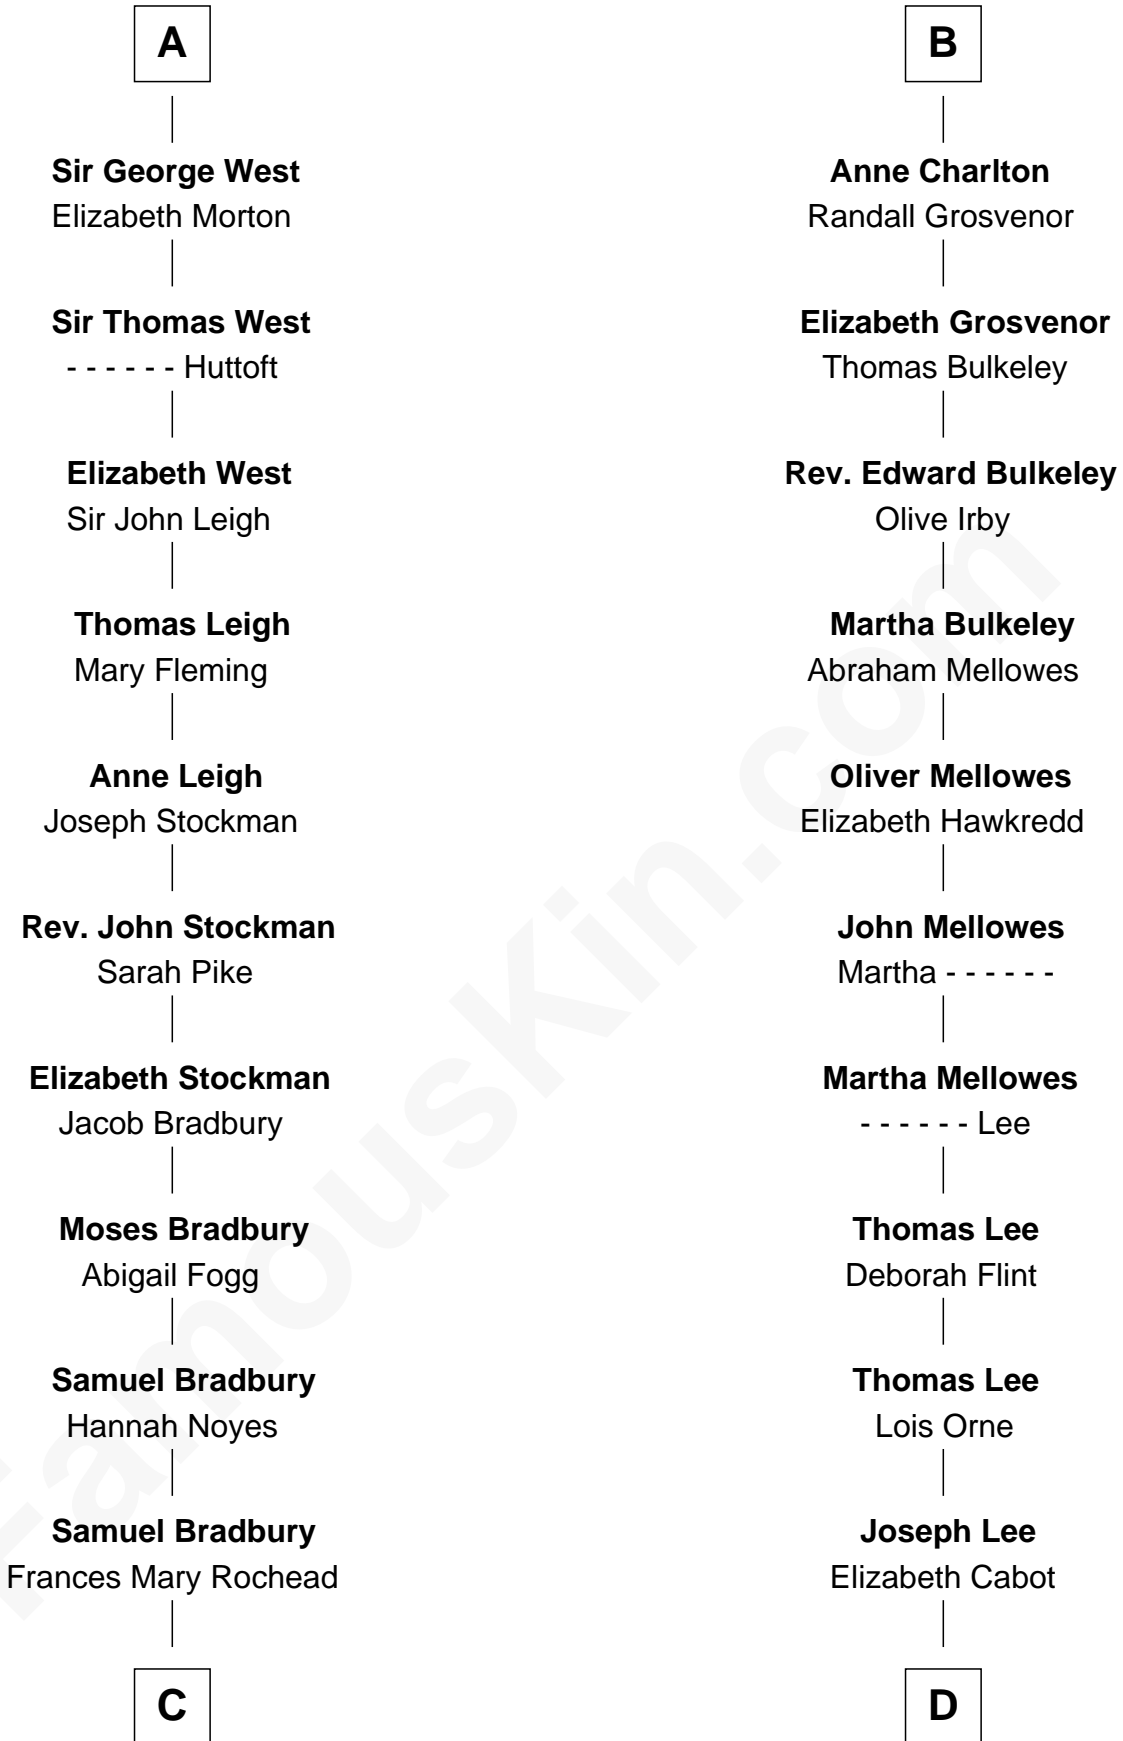 A
Sir George West
Elizabeth Morton
Sir Thomas West
- - - - - - Huttoft
Elizabeth West
Sir John Leigh
Thomas Leigh
Mary Fleming
Anne Leigh
Joseph Stockman
Rev. John Stockman
Sarah Pike
Elizabeth Stockman
Jacob Bradbury
Moses Bradbury
Abigail Fogg
Samuel Bradbury
Hannah Noyes
Samuel Bradbury
Frances Mary Rochead
C
B
Anne Charlton
Randall Grosvenor
Elizabeth Grosvenor
Thomas Bulkeley
Rev. Edward Bulkeley
Olive Irby
Martha Bulkeley
Abraham Mellowes
Oliver Mellowes
Elizabeth Hawkredd
John Mellowes
Martha - - - - - -
Martha Mellowes
- - - - - - Lee
Thomas Lee
Deborah Flint
Thomas Lee
Lois Orne
Joseph Lee
Elizabeth Cabot
D
FamousKin.com